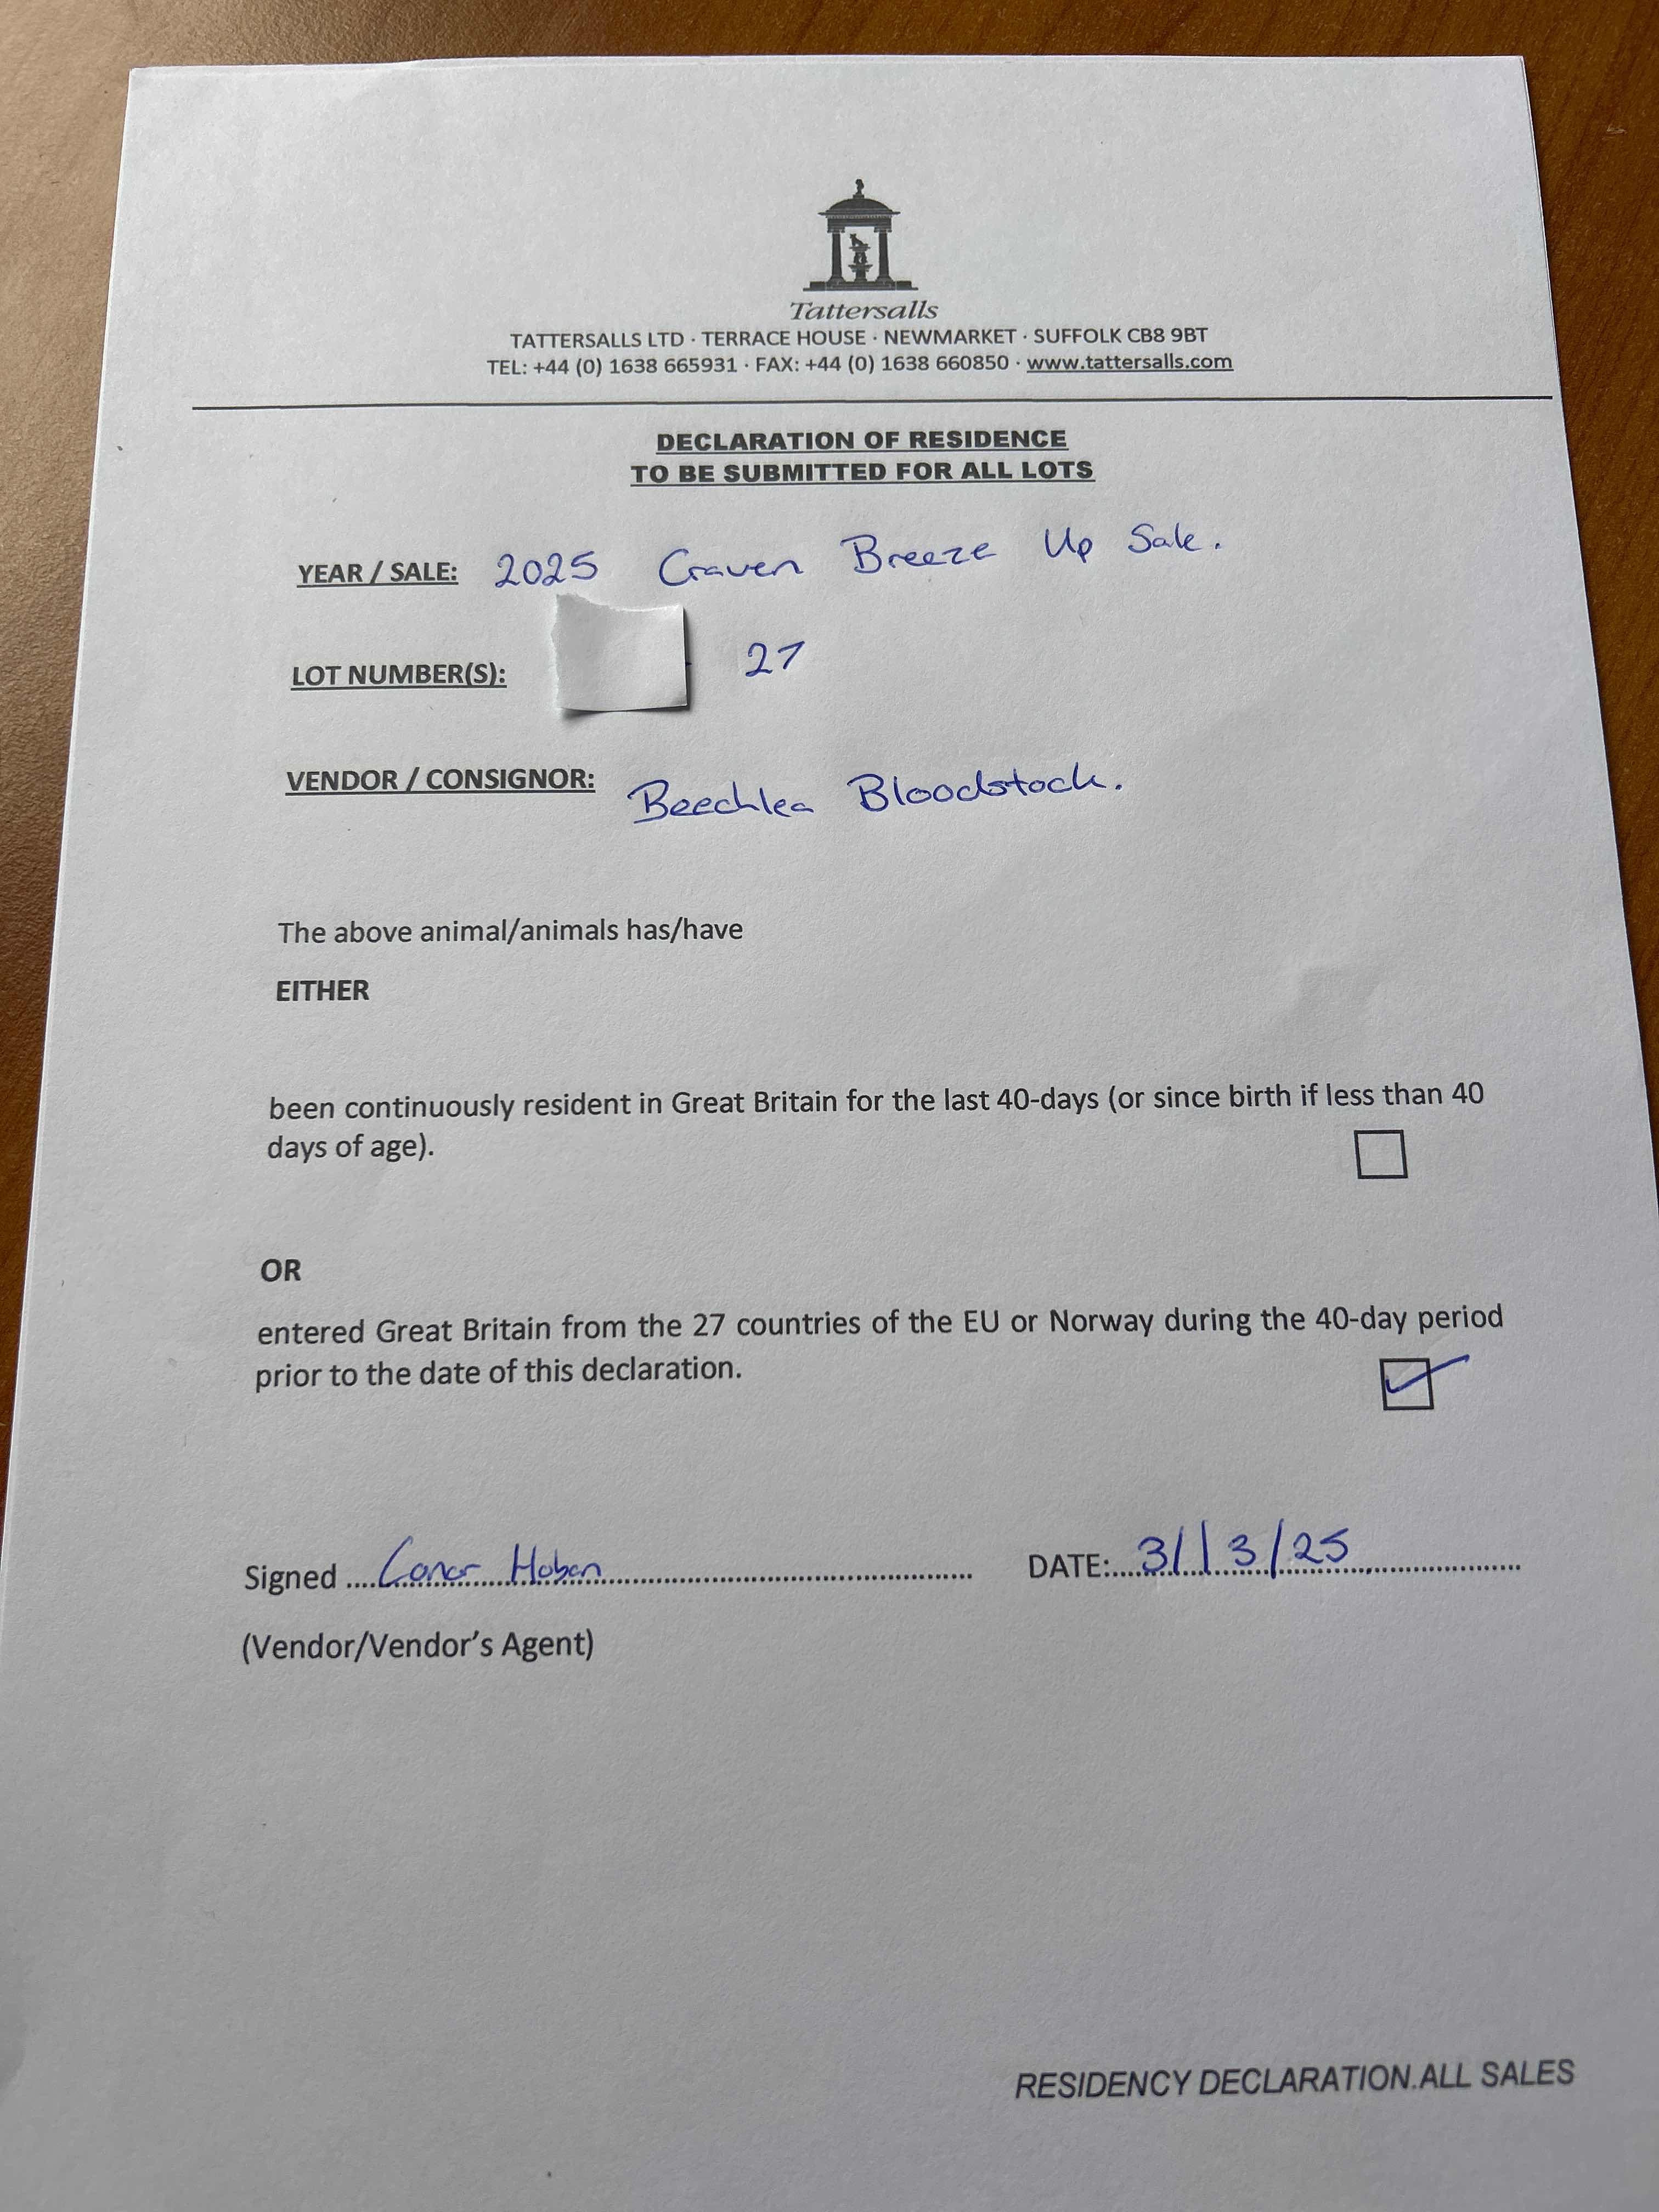 Tattersalls
TATTERSALLS LTD · TERRACE HOUSE · NEWMARKET · SUFFOLK CB8 9BT
TEL: +44 (0) 1638 665931 · FAX: +44 (0) 1638 660850 · www.tattersalls.com
DECLARATION OF RESIDENCE
TO BE SUBMITTED FOR ALL LOTS
YEAR / SALE: 2025 Craven Breeze Up Sale.
LOT NUMBER(S): 27
VENDOR / CONSIGNOR: Beechlea Bloodstock.
The above animal/animals has/have
EITHER
been continuously resident in Great Britain for the last 40-days (or since birth if less than 40
days of age).
OR
entered Great Britain from the 27 countries of the EU or Norway during the 40-day period
prior to the date of this declaration.
Signed .... Conor Hoban DATE:.... 31/3/25
(Vendor/Vendor's Agent)
RESIDENCY DECLARATION.ALL SALES